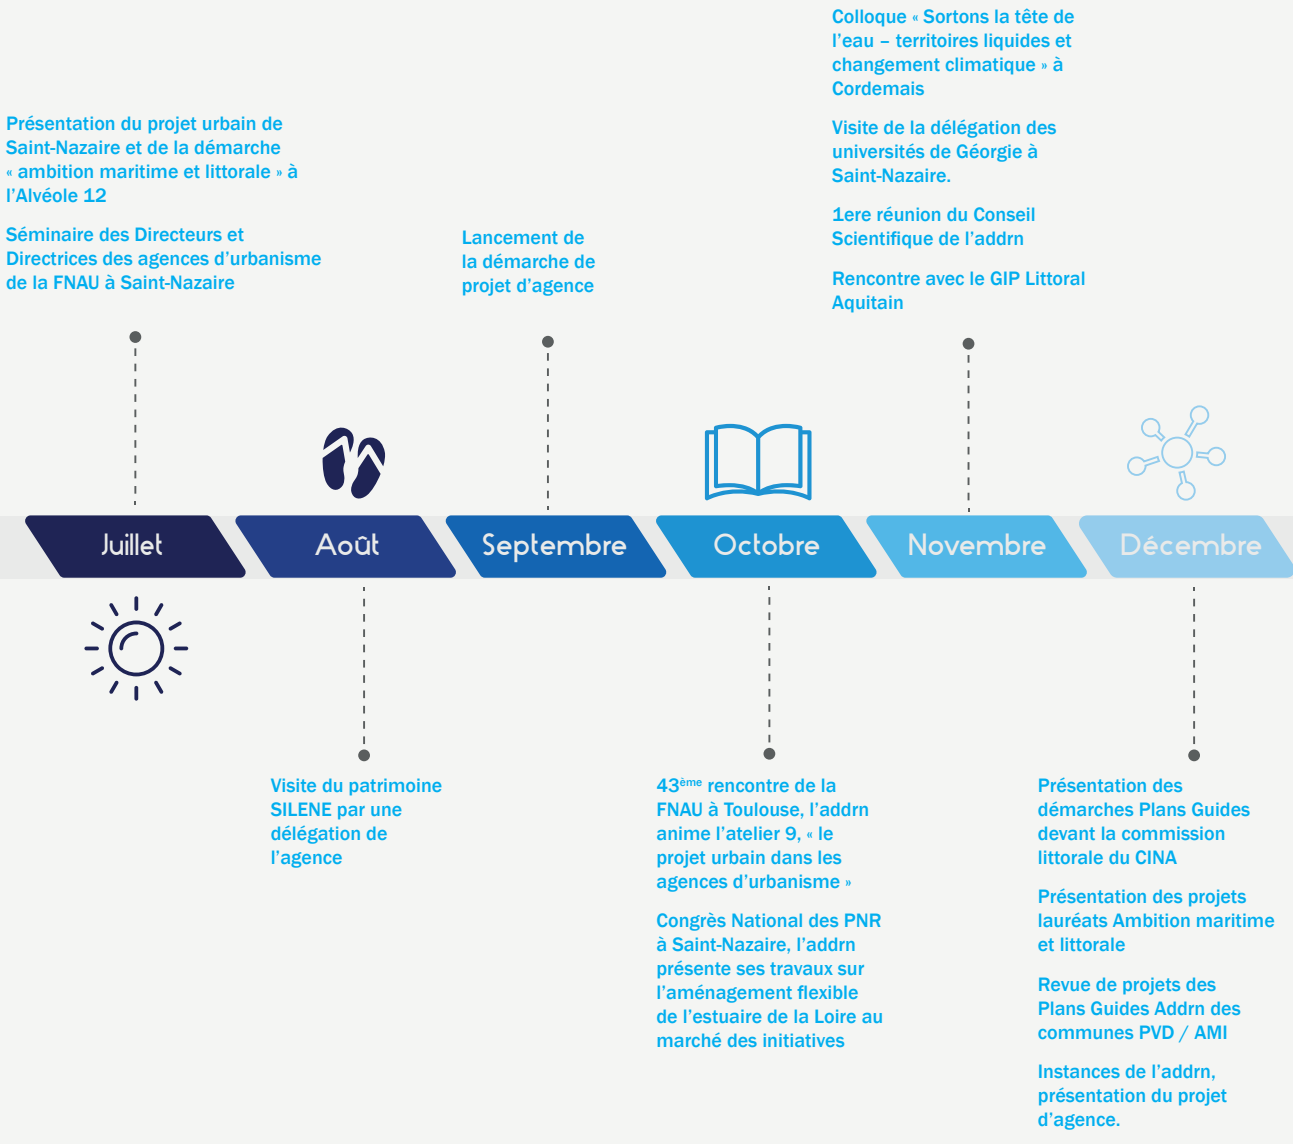 Colloque « Sortons la tête de
l’eau – territoires liquides et
changement climatique » à
Cordemais
Visite de la délégation des
universités de Géorgie à
Saint-Nazaire.
1ere réunion du Conseil
Scientifique de l’addrn
Rencontre avec le GIP Littoral
Aquitain
Présentation du projet urbain de
Saint-Nazaire et de la démarche
« ambition maritime et littorale » à
l’Alvéole 12
Séminaire des Directeurs et
Directrices des agences d’urbanisme
de la FNAU à Saint-Nazaire
Lancement de
la démarche de
projet d’agence
Juillet
Août
Septembre
Octobre
Novembre
Décembre
Visite du patrimoine
SILENE par une
délégation de
l’agence
43ème rencontre de la
FNAU à Toulouse, l’addrn
anime l’atelier 9, « le
projet urbain dans les
agences d’urbanisme »
Congrès National des PNR
à Saint-Nazaire, l’addrn
présente ses travaux sur
l’aménagement flexible
de l’estuaire de la Loire au
marché des initiatives
Présentation des
démarches Plans Guides
devant la commission
littorale du CINA
Présentation des projets
lauréats Ambition maritime
et littorale
Revue de projets des
Plans Guides Addrn des
communes PVD / AMI
Instances de l’addrn,
présentation du projet
d’agence.